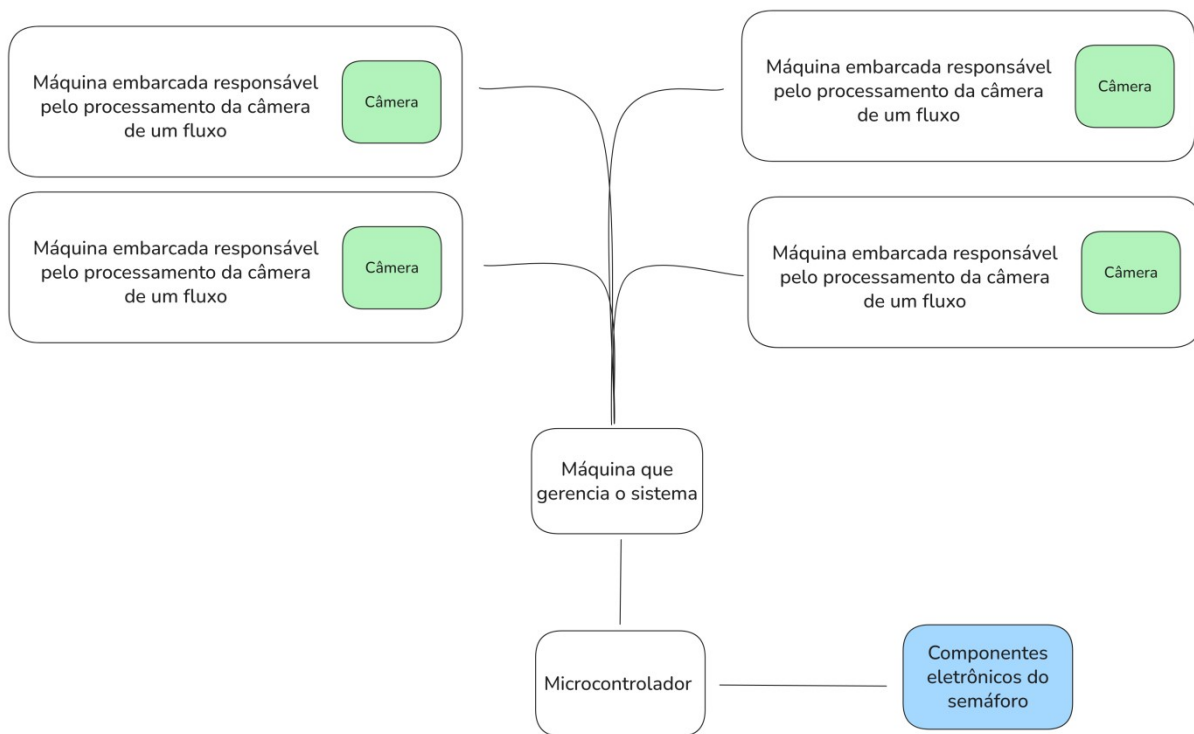 Máquina embarcada responsável
pelo processamento da câmera
de um fluxo
Câmera
Máquina embarcada responsável
pelo processamento da câmera
de um fluxo
Câmera
Máquina embarcada responsável
pelo processamento da câmera
de um fluxo
Câmera
Máquina embarcada responsável
pelo processamento da câmera
de um fluxo
Câmera
Máquina que
gerencia o sistema
Microcontrolador
Componentes
eletrônicos do
semáforo